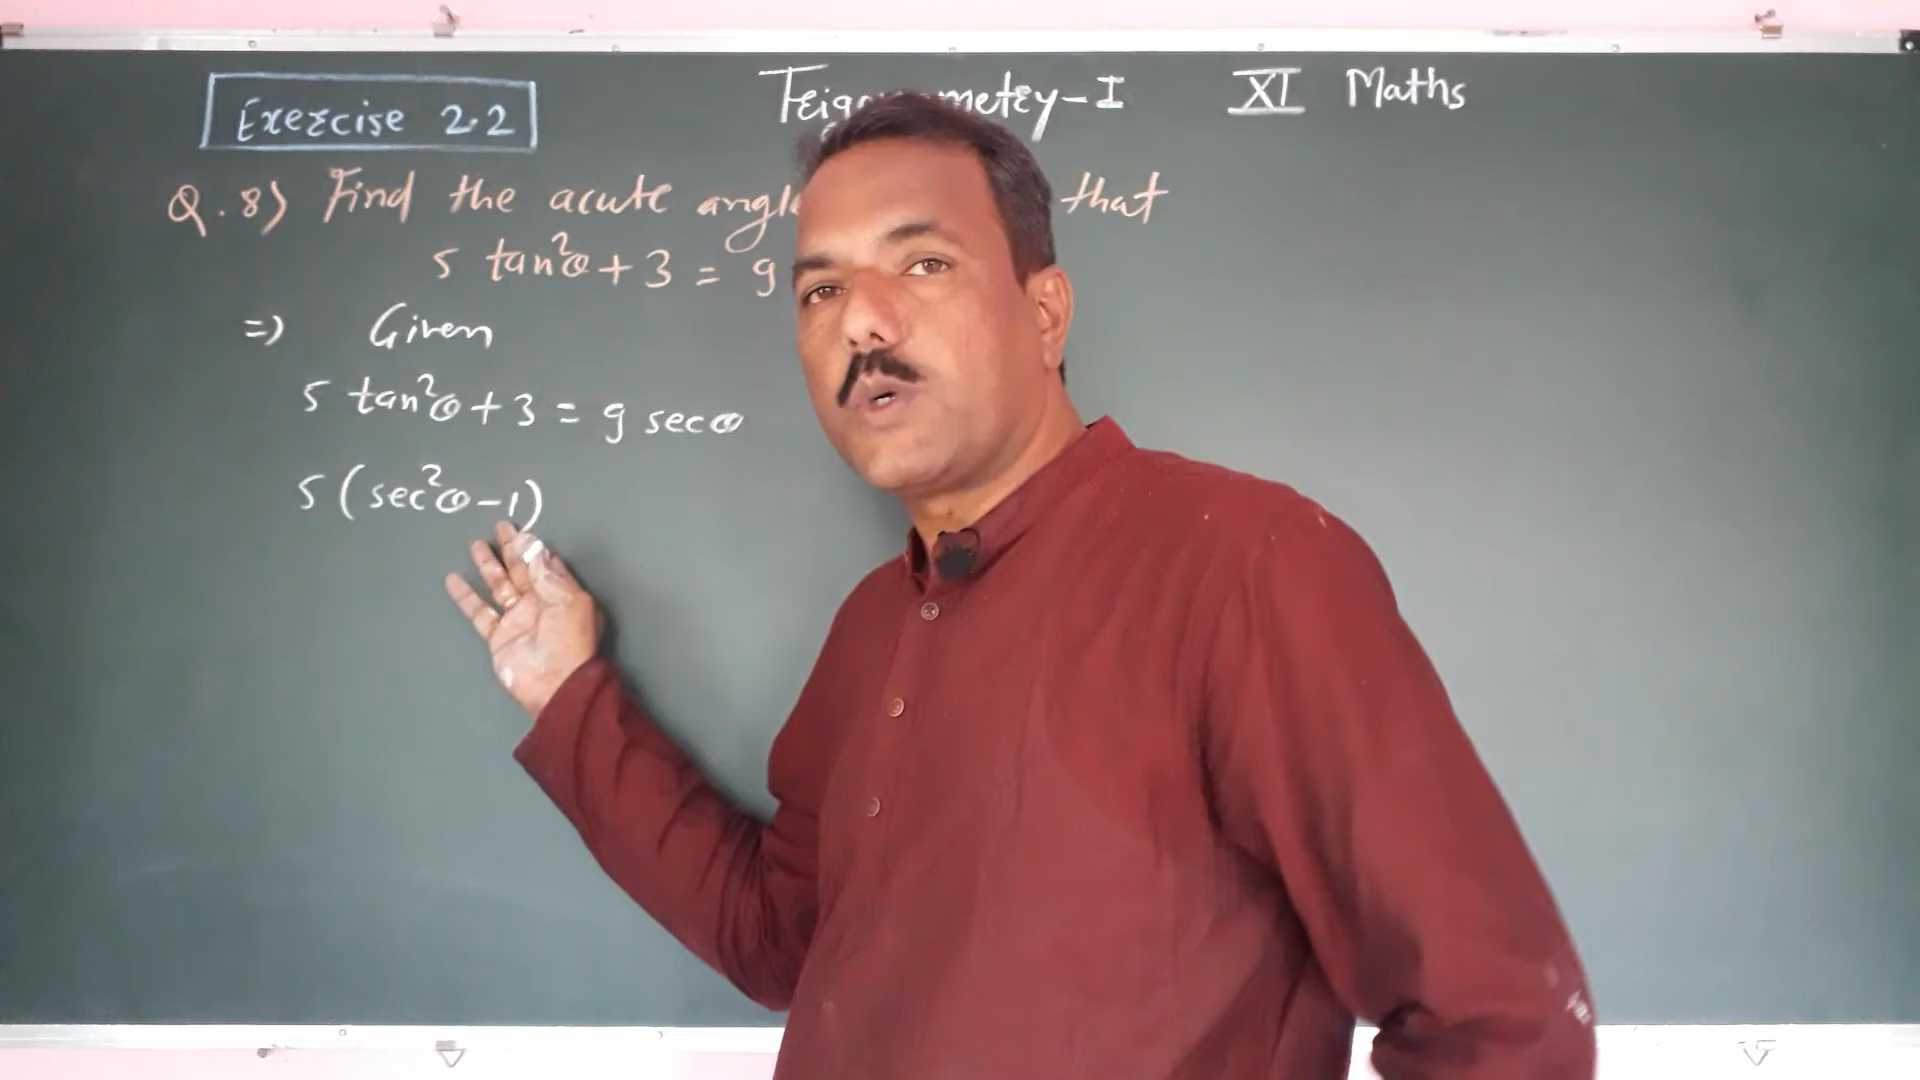 Trigonometry-I XI Maths
Exercise 2.2
Q.8) Find the acute angle that
5 tan²θ + 3 = 9
=) Given
5 tan²θ + 3 = 9 secθ
5 (sec²θ - 1)